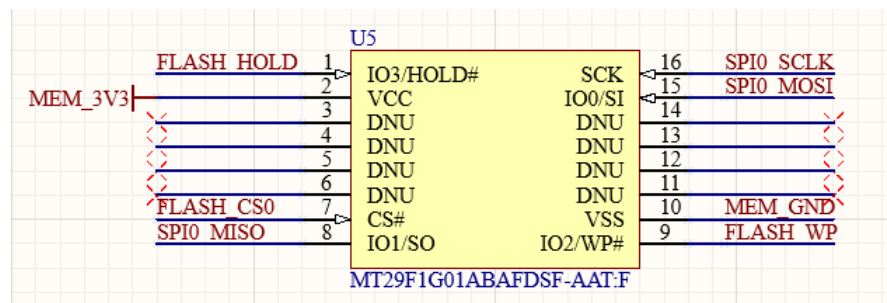 U5
FLASH_HOLD 1 IO3/HOLD# SCK 16 SPI0_SCLK
MEM_3V3 2 VCC IO0/SI 15 SPI0_MOSI
3 DNU DNU 14
4 DNU DNU 13
5 DNU DNU 12
6 DNU DNU 11
FLASH_CS0 7 CS# VSS 10 MEM_GND
SPI0_MISO 8 IO1/SO IO2/WP# 9 FLASH_WP
MT29F1G01ABAFDSF-AAT:F